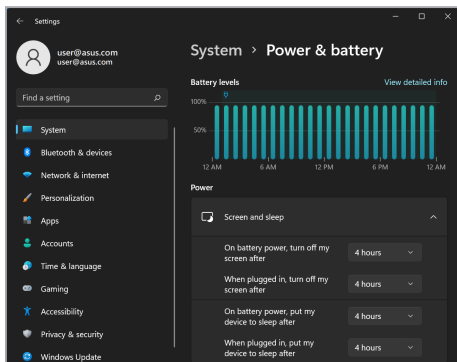 Settings
user@asus.com
user@asus.com
Find a setting
System
Bluetooth & devices
Network & internet
Personalization
Apps
Accounts
Time & language
Gaming
Accessibility
Privacy & security
Windows Update
System > Power & battery
Battery levels
View detailed info
100%
50%
12 AM 6 AM 12 PM 6 PM 12 AM
Power
Screen and sleep
On battery power, turn off my
screen after
4 hours
When plugged in, turn off my
screen after
4 hours
On battery power, put my
device to sleep after
4 hours
When plugged in, put my
device to sleep after
4 hours